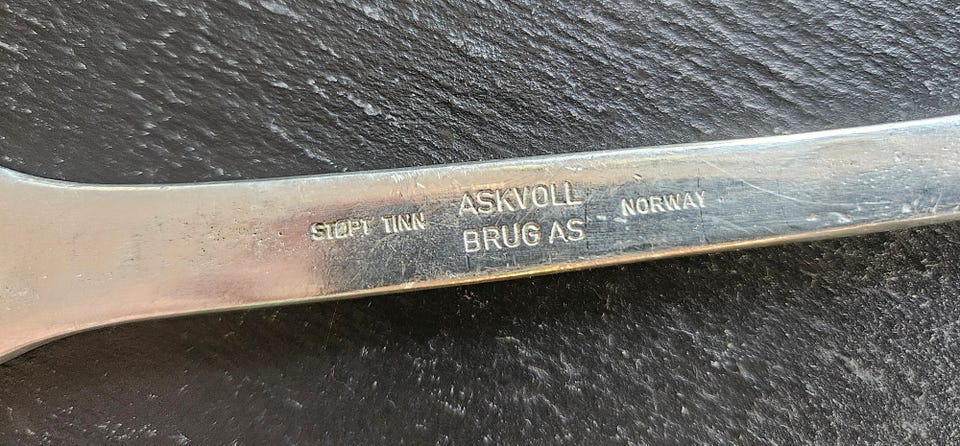 STØPT TINN
ASKVOLL
BRUG AS
NORWAY